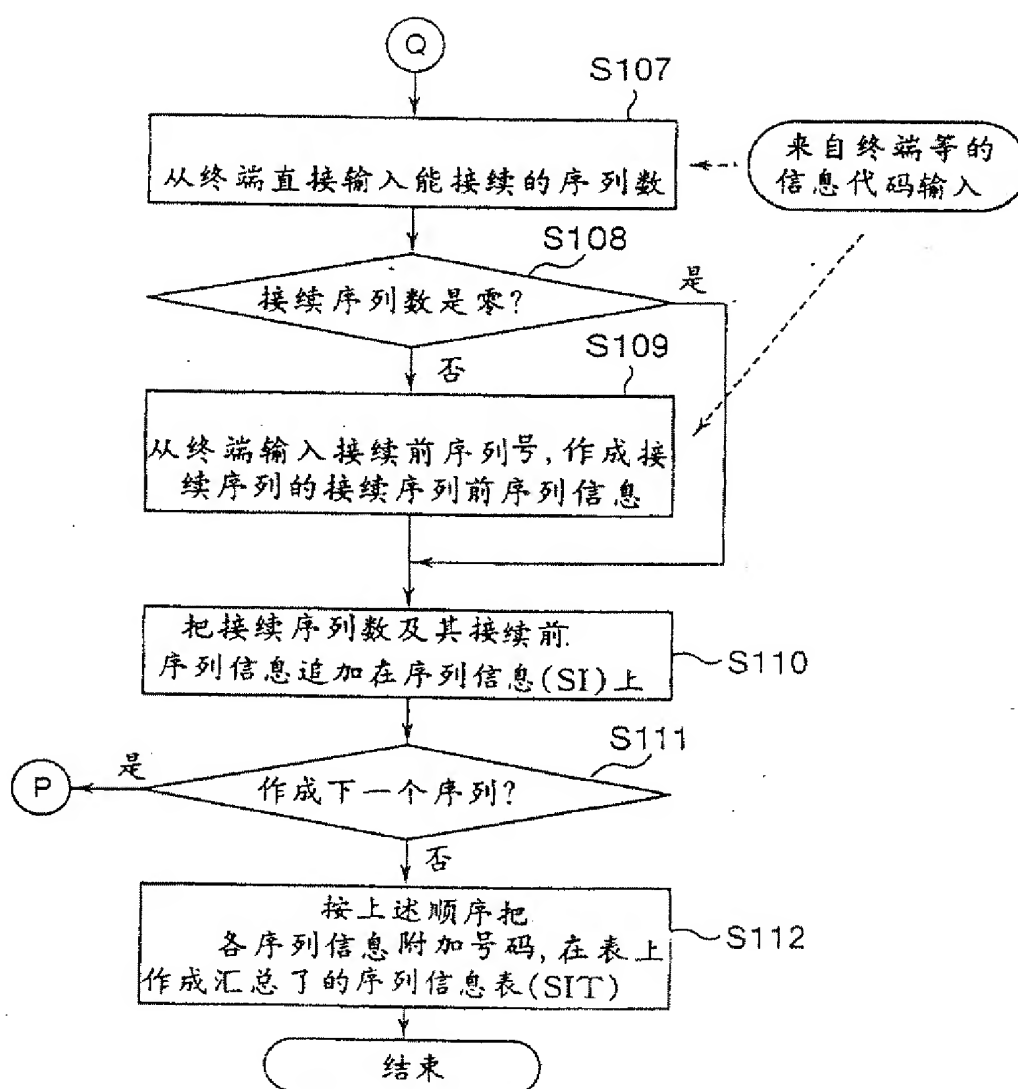 Q
S107
从终端直接输入能接续的序列数
来自终端等的
信息代码输入
S108
接续序列数是零?
是
否
S109
从终端输入接续前序列号,作成接
续序列的接续序列前序列信息
把接续序列数及其接续前
序列信息追加在序列信息(SI)上
S110
S111
作成下一个序列?
是
P
否
按上述顺序把
各序列信息附加号码,在表上
作成汇总了的序列信息表(SIT)
S112
结束